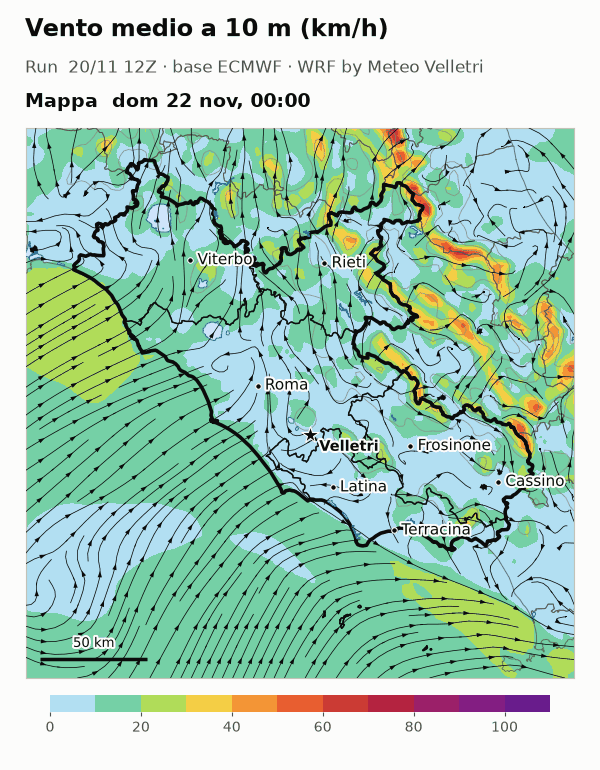 Vento medio a 10 m (km/h)
Run 20/11 12Z · base ECMWF · WRF by Meteo Velletri
Mappa dom 22 nov, 00:00
Viterbo
Rieti
Roma
Velletri
Frosinone
Latina
Cassino
Terracina
50 km
0 20 40 60 80 100